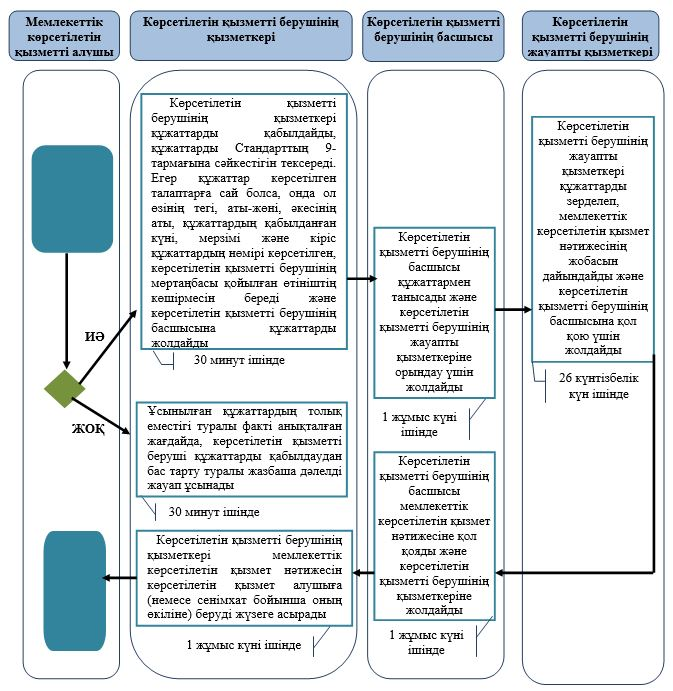 Мемлекеттік
көрсетілетін
қызметті алушы
Көрсетілетін қызметті берушінің
қызметкері
Көрсетілетін қызметті
берушінің басшысы
Көрсетілетін
қызметті берушінің
жауапты қызметкері
Көрсетілетін қызметті
берушінің қызметкері
құжаттарды қабылдайды,
құжаттарды Стандарттың 9-
тармағына сәйкестігін тексереді.
Егер құжаттар көрсетілген
талаптарға сай болса, онда ол
өзінің тегі, аты-жөні, әкесінің
аты, құжаттардың қабылданған
күні, мерзімі және кіріс
құжаттардың нөмірі көрсетілген,
көрсетілетін қызметті берушінің
мөртаңбасы қойылған өтініштің
көшірмесін береді және
көрсетілетін қызметті берушінің
басшысына құжаттарды
жолдайды
30 минут ішінде
ИӘ
ЖОҚ
Ұсынылған құжаттардың толық
еместігі туралы факті анықталған
жағдайда, көрсетілетін қызметті
беруші құжаттарды қабылдаудан
бас тарту туралы жазбаша дәлелді
жауап ұсынады
30 минут ішінде
Көрсетілетін қызметті берушінің
қызметкері мемлекеттік
көрсетілетін қызмет нәтижесін
көрсетілетін қызмет алушыға
(немесе сенімхат бойынша оның
өкіліне) беруді жүзеге асырады
1 жұмыс күні ішінде
Көрсетілетін
қызметті берушінің
басшысы
құжаттармен
танысады және
көрсетілетін
қызметті берушінің
жауапты
қызметкеріне
орындау үшін
жолдайды
1 жұмыс күні
ішінде
Көрсетілетін
қызметті берушінің
басшысы
мемлекеттік
көрсетілетін қызмет
нәтижесіне қол
қояды және
көрсетілетін
қызметті берушінің
қызметкеріне
жолдайды
1 жұмыс күні
ішінде
Көрсетілетін
қызметті берушінің
жауапты
қызметкері
құжаттарды
зерделеп,
мемлекеттік
көрсетілетін қызмет
нәтижесінің
жобасын
дайындайды және
көрсетілетін
қызметті берушінің
басшысына қол
қою үшін
жолдайды
26 күнтізбелік
күн ішінде